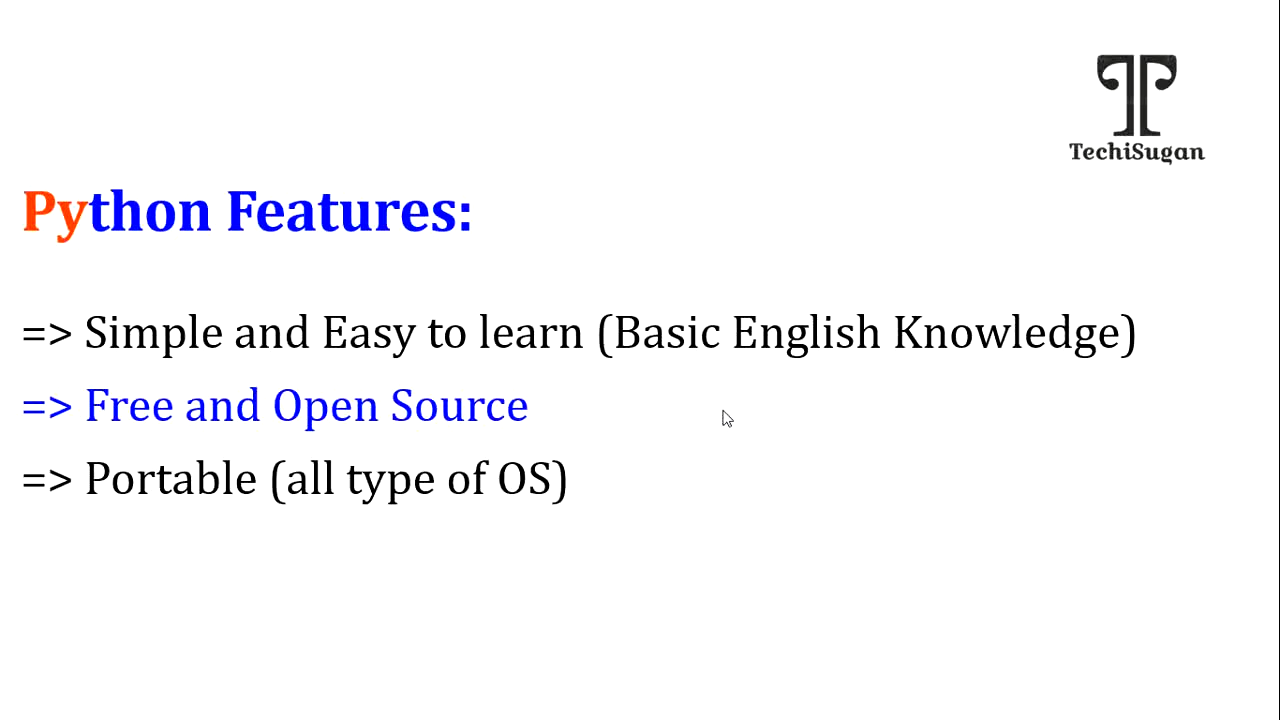 TechiSugan
Python Features:
=> Simple and Easy to learn (Basic English Knowledge)
=> Free and Open Source
=> Portable (all type of OS)